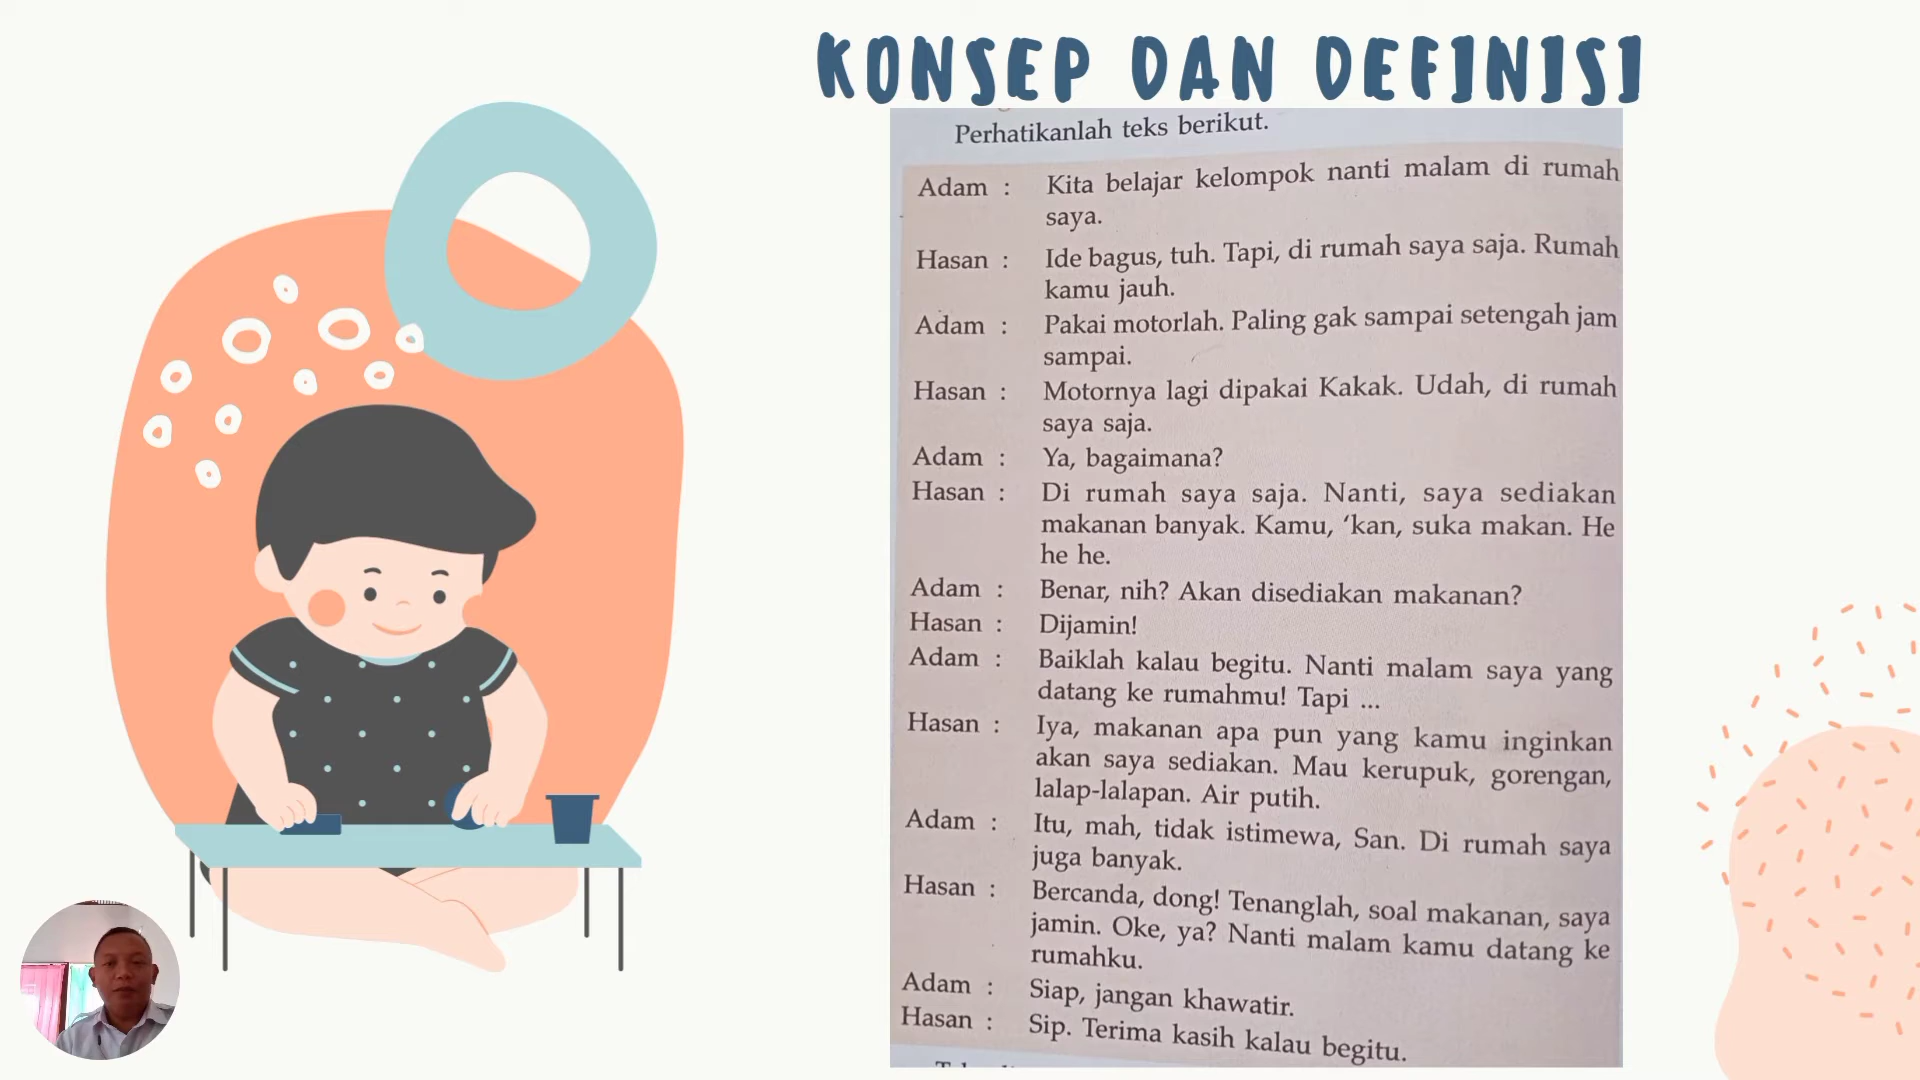 KONSEP DAN DEFINISI
Perhatikanlah teks berikut.
Adam : Kita belajar kelompok nanti malam di rumah
saya.
Hasan : Ide bagus, tuh. Tapi, di rumah saya saja. Rumah
kamu jauh.
Adam : Pakai motorlah. Paling gak sampai setengah jam
sampai.
Hasan : Motornya lagi dipakai Kakak. Udah, di rumah
saya saja.
Adam : Ya, bagaimana?
Hasan : Di rumah saya saja. Nanti, saya sediakan
makanan banyak. Kamu, ‘kan, suka makan. He
he he.
Adam : Benar, nih? Akan disediakan makanan?
Hasan : Dijamin!
Adam : Baiklah kalau begitu. Nanti malam saya yang
datang ke rumahmu! Tapi ...
Hasan : Iya, makanan apa pun yang kamu inginkan
akan saya sediakan. Mau kerupuk, gorengan,
lalap-lalapan. Air putih.
Adam : Itu, mah, tidak istimewa, San. Di rumah saya
juga banyak.
Hasan : Bercanda, dong! Tenanglah, soal makanan, saya
jamin. Oke, ya? Nanti malam kamu datang ke
rumahku.
Adam : Siap, jangan khawatir.
Hasan : Sip. Terima kasih kalau begitu.